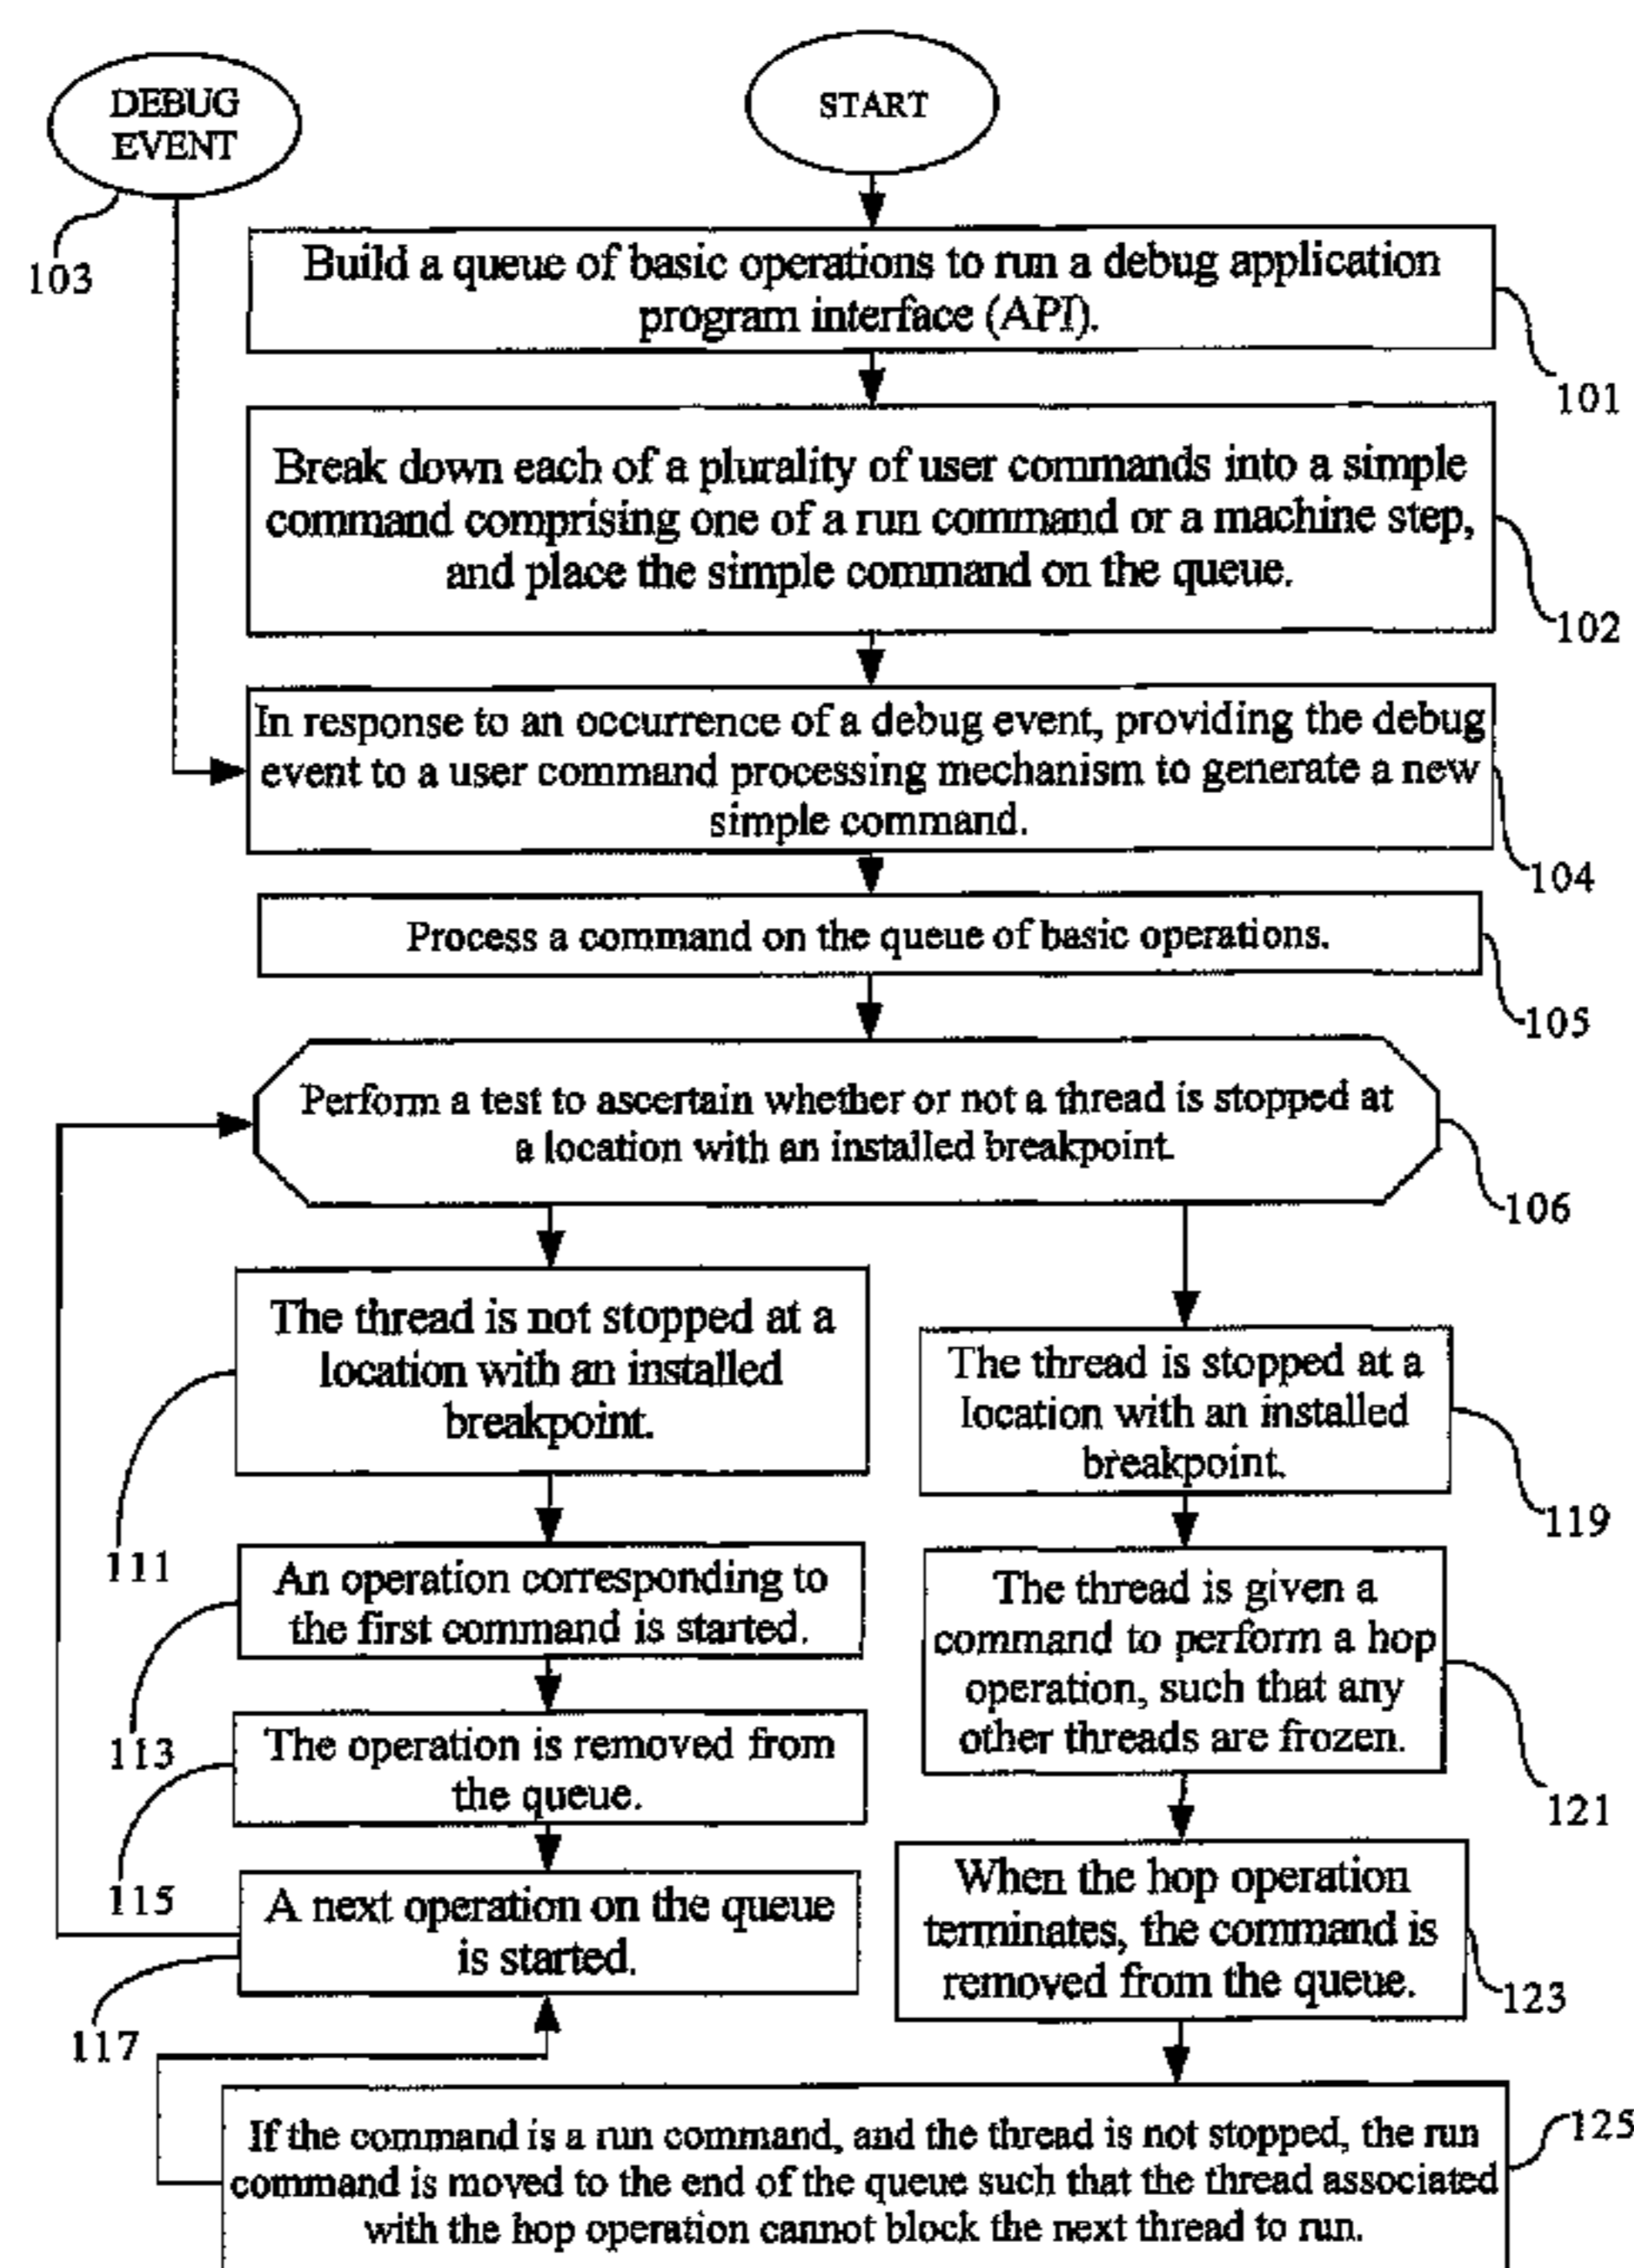 DEBUG
EVENT
103
START
Build a queue of basic operations to run a debug application
program interface (API).
101
Break down each of a plurality of user commands into a simple
command comprising one of a run command or a machine step,
and place the simple command on the queue.
102
In response to an occurrence of a debug event, providing the debug
event to a user command processing mechanism to generate a new
simple command.
104
Process a command on the queue of basic operations.
105
Perform a test to ascertain whether or not a thread is stopped at
a location with an installed breakpoint.
106
The thread is not stopped at a
location with an installed
breakpoint.
111
An operation corresponding to
the first command is started.
113
The operation is removed from
the queue.
115
A next operation on the queue
is started.
117
The thread is stopped at a
location with an installed
breakpoint.
119
The thread is given a
command to perform a hop
operation, such that any
other threads are frozen.
121
When the hop operation
terminates, the command is
removed from the queue.
123
If the command is a run command, and the thread is not stopped, the run
command is moved to the end of the queue such that the thread associated
with the hop operation cannot block the next thread to run.
125